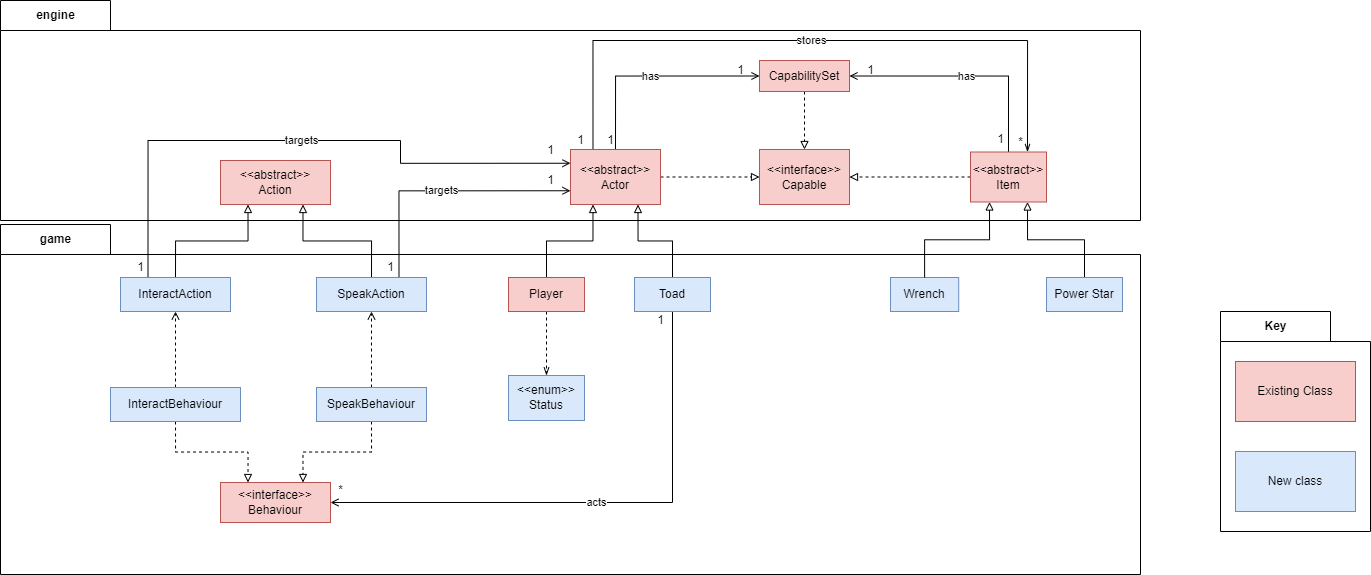 engine
stores
1
CapabilitySet
1
has
has
targets
1
1
1
1
*
1
<<abstract>>
Action
<<abstract>>
Actor
<<interface>>
Capable
<<abstract>>
Item
targets
1
game
1
1
InteractAction
SpeakAction
Player
Toad
Wrench
Power Star
1
Key
InteractBehaviour
SpeakBehaviour
<<enum>>
Status
Existing Class
New class
<<interface>>
Behaviour
*
acts